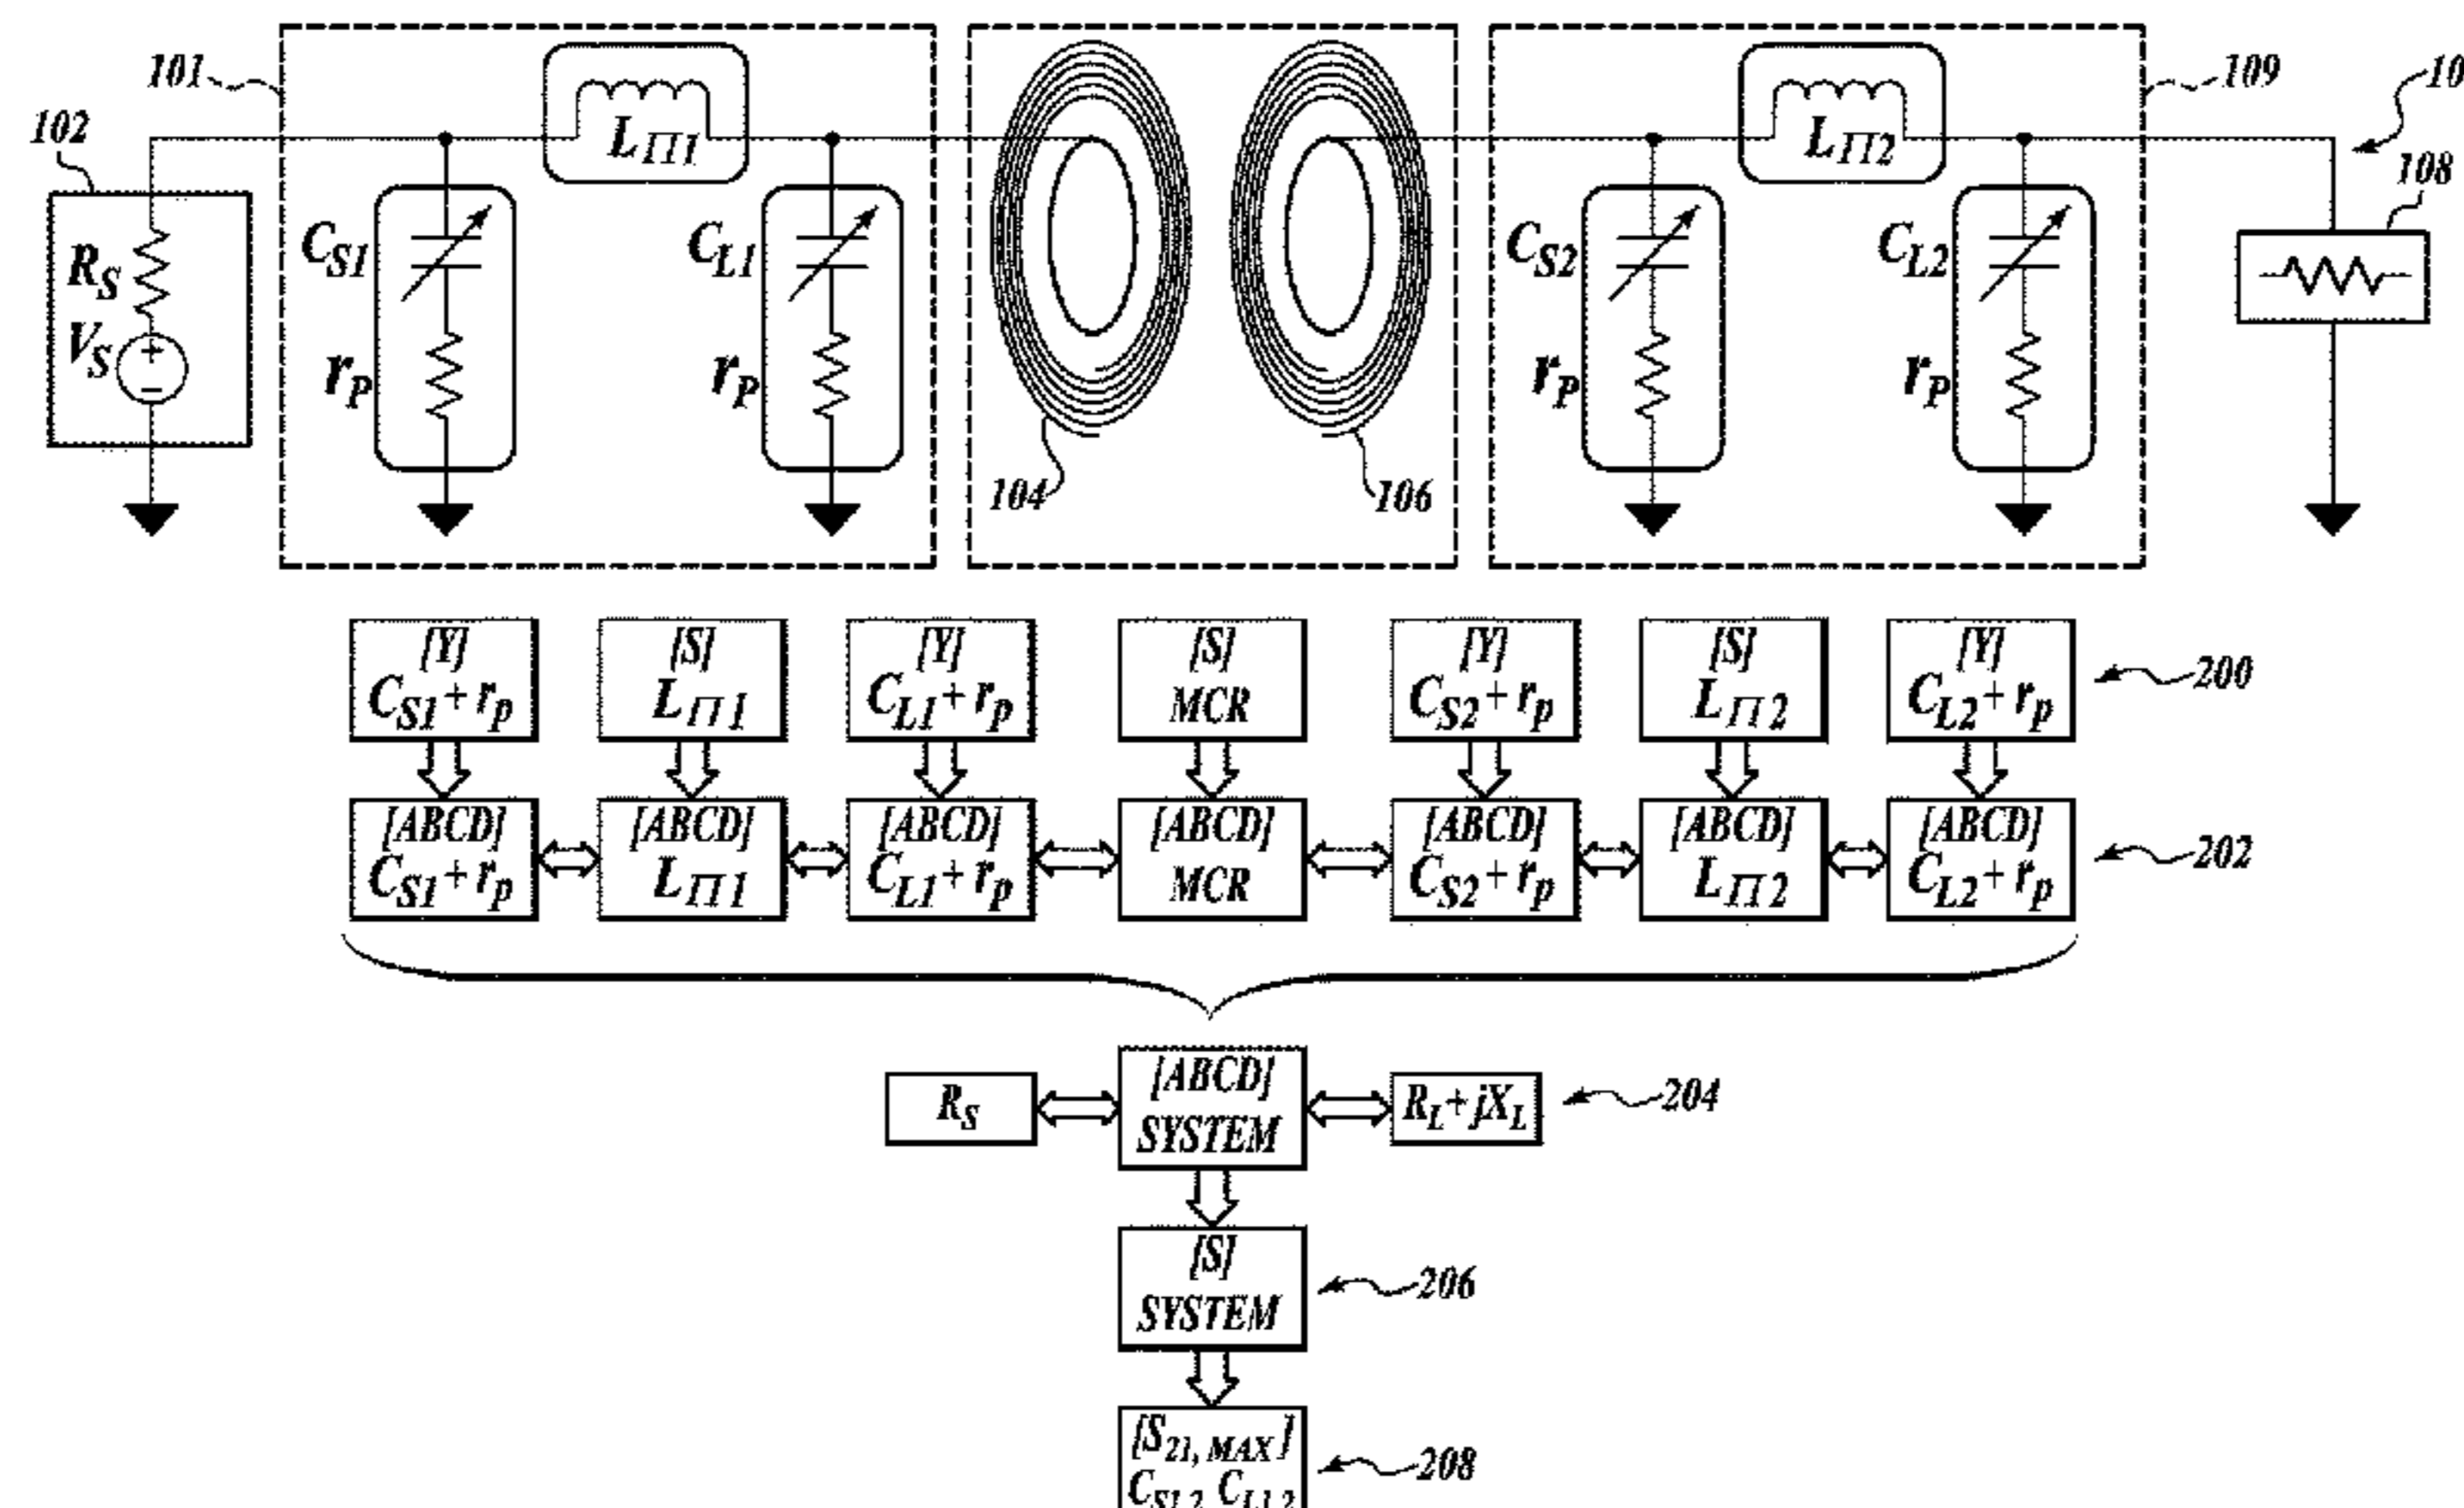 101
102
R_S
V_S
+
-
C_S1
r_P
L_Π1
C_L1
r_P
104
106
C_S2
r_P
L_Π2
C_L2
r_P
109
10
108
[Y]
C_S1 + r_P
[S]
L_Π1
[Y]
C_L1 + r_P
[S]
MCR
[Y]
C_S2 + r_P
[S]
L_Π2
[Y]
C_L2 + r_P
200
[ABCD]
C_S1 + r_P
[ABCD]
L_Π1
[ABCD]
C_L1 + r_P
[ABCD]
MCR
[ABCD]
C_S2 + r_P
[ABCD]
L_Π2
[ABCD]
C_L2 + r_P
202
R_S
[ABCD]
SYSTEM
R_L + jX_L
204
[S]
SYSTEM
206
[S_21, MAX]
C_S1,2 C_L1,2
208